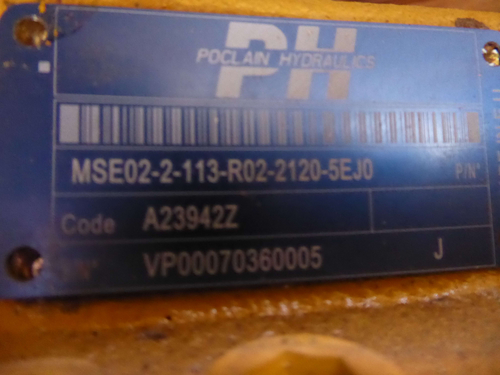 PH
POCLAIN HYDRAULICS
MSE02-2-113-R02-2120-5EJ0 P/N°
Code A23942Z
N° VP00070360005 J